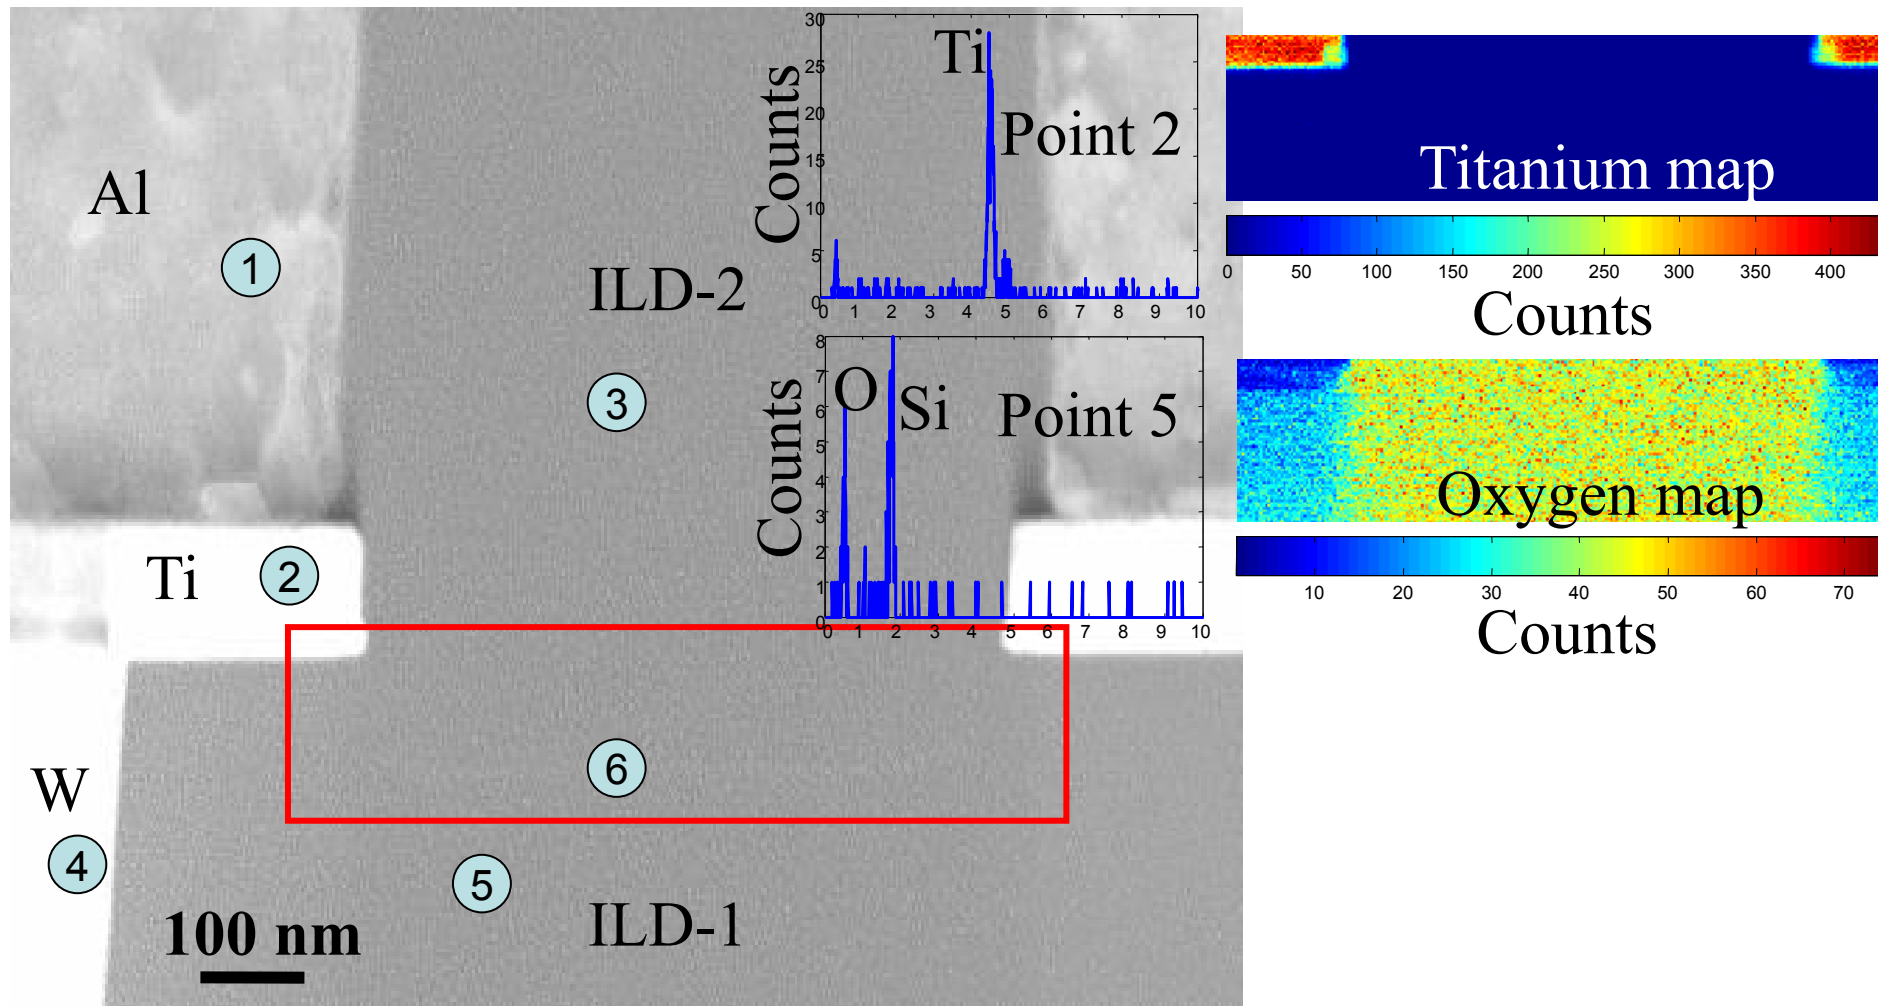 Al
1
ILD-2
3
Ti
2
W
4
6
5
ILD-1
100 nm
Counts
30
25
20
15
10
5
0
Ti
Point 2
0 1 2 3 4 5 6 7 8 9 10
Counts
8
7
6
5
4
3
2
1
0
O
Si
Point 5
0 1 2 3 4 5 6 7 8 9 10
Titanium map
0 50 100 150 200 250 300 350 400
Counts
Oxygen map
10 20 30 40 50 60 70
Counts